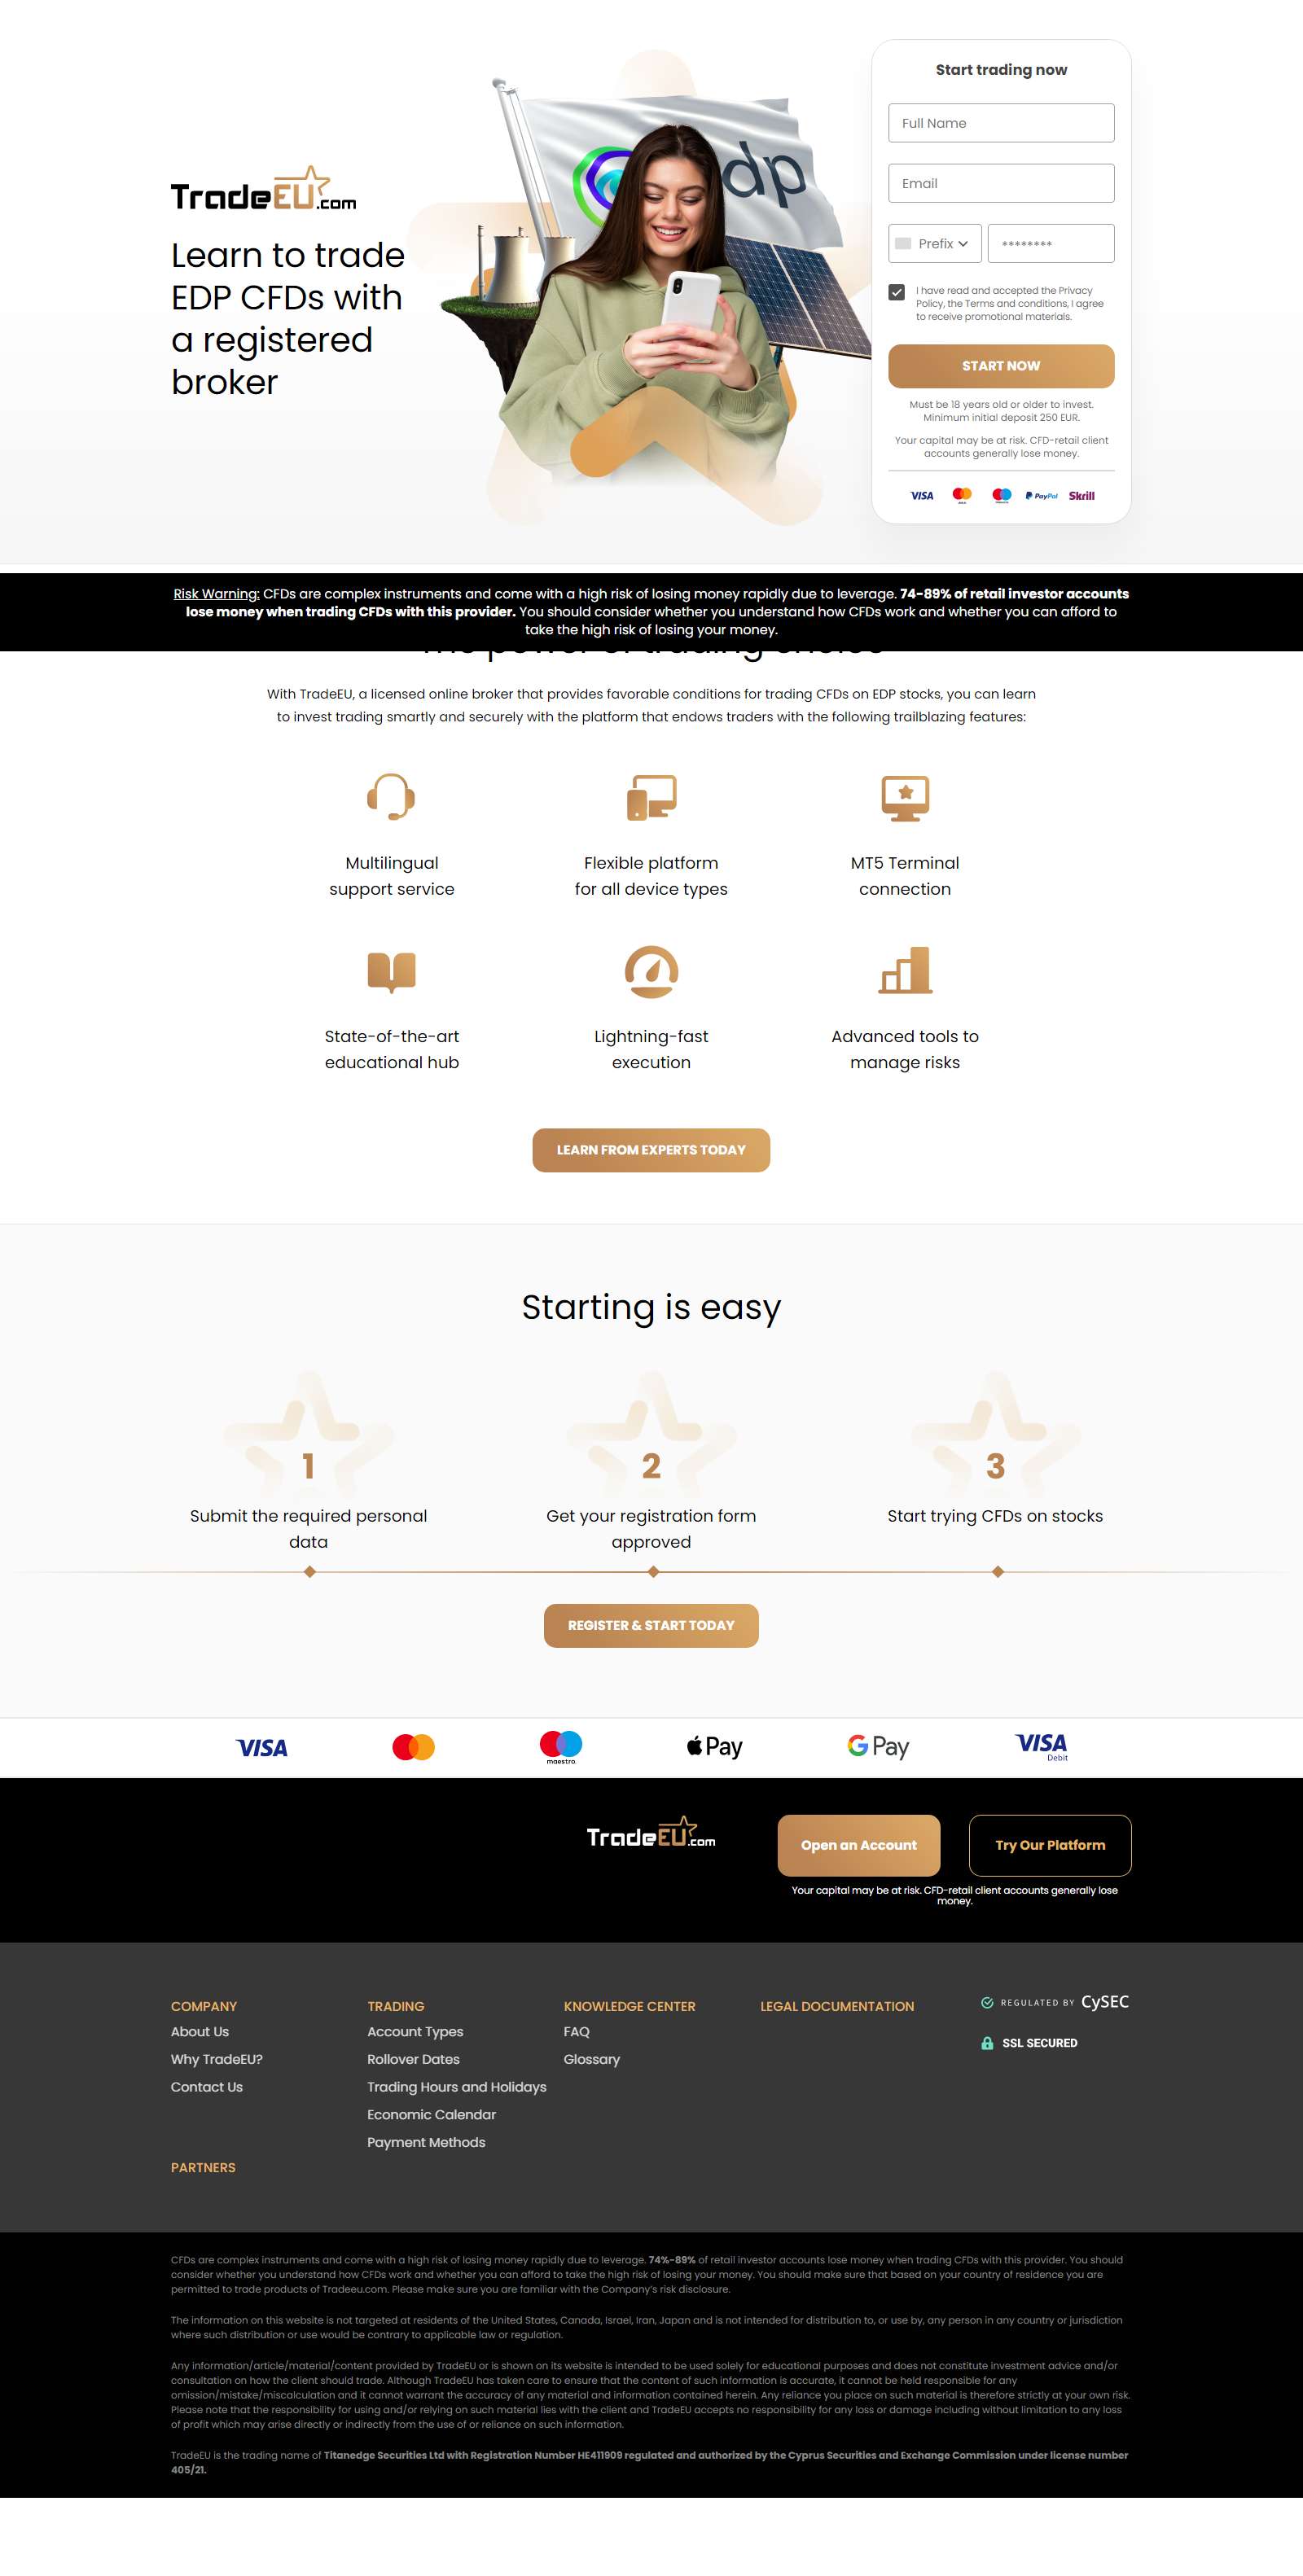 TradeEU.com
Learn to trade
EDP CFDs with
a registered
broker
dp
Start trading now
Full Name
Email
Prefix
********
I have read and accepted the Privacy
Policy, the Terms and conditions, I agree
to receive promotional materials.
START NOW
Must be 18 years old or older to invest.
Minimum initial deposit 250 EUR.
Your capital may be at risk. CFD-retail client
accounts generally lose money.
VISA
PayPal
Skrill
Risk Warning: CFDs are complex instruments and come with a high risk of losing money rapidly due to leverage. 74-89% of retail investor accounts
lose money when trading CFDs with this provider. You should consider whether you understand how CFDs work and whether you can afford to
take the high risk of losing your money.
The power of trading choice
With TradeEU, a licensed online broker that provides favorable conditions for trading CFDs on EDP stocks, you can learn
to invest trading smartly and securely with the platform that endows traders with the following trailblazing features:
Multilingual
support service
Flexible platform
for all device types
MT5 Terminal
connection
State-of-the-art
educational hub
Lightning-fast
execution
Advanced tools to
manage risks
LEARN FROM EXPERTS TODAY
Starting is easy
1
Submit the required personal
data
2
Get your registration form
approved
3
Start trying CFDs on stocks
REGISTER & START TODAY
VISA
maestro
Pay
G Pay
VISA
Debit
TradeEU.com
Open an Account
Try Our Platform
Your capital may be at risk. CFD-retail client accounts generally lose
money.
COMPANY
About Us
Why TradeEU?
Contact Us
TRADING
Account Types
Rollover Dates
Trading Hours and Holidays
Economic Calendar
Payment Methods
KNOWLEDGE CENTER
FAQ
Glossary
LEGAL DOCUMENTATION
REGULATED BY CySEC
SSL SECURED
PARTNERS
CFDs are complex instruments and come with a high risk of losing money rapidly due to leverage. 74%-89% of retail investor accounts lose money when trading CFDs with this provider. You should
consider whether you understand how CFDs work and whether you can afford to take the high risk of losing your money. You should make sure that based on your country of residence you are
permitted to trade products of Tradeeu.com. Please make sure you are familiar with the Company's risk disclosure.
The information on this website is not targeted at residents of the United States, Canada, Israel, Iran, Japan and is not intended for distribution to, or use by, any person in any country or jurisdiction
where such distribution or use would be contrary to applicable law or regulation.
Any information/article/material/content provided by TradeEU or is shown on its website is intended to be used solely for educational purposes and does not constitute investment advice and/or
consultation on how the client should trade. Although TradeEU has taken care to ensure that the content of such information is accurate, it cannot be held responsible for any
omission/mistake/miscalculation and it cannot warrant the accuracy of any material and information contained herein. Any reliance you place on such material is therefore strictly at your own risk.
Please note that the responsibility for using and/or relying on such material lies with the client and TradeEU accepts no responsibility for any loss or damage including without limitation to any loss
of profit which may arise directly or indirectly from the use of or reliance on such information.
TradeEU is the trading name of Titanedge Securities Ltd with Registration Number HE411909 regulated and authorized by the Cyprus Securities and Exchange Commission under license number
405/21.